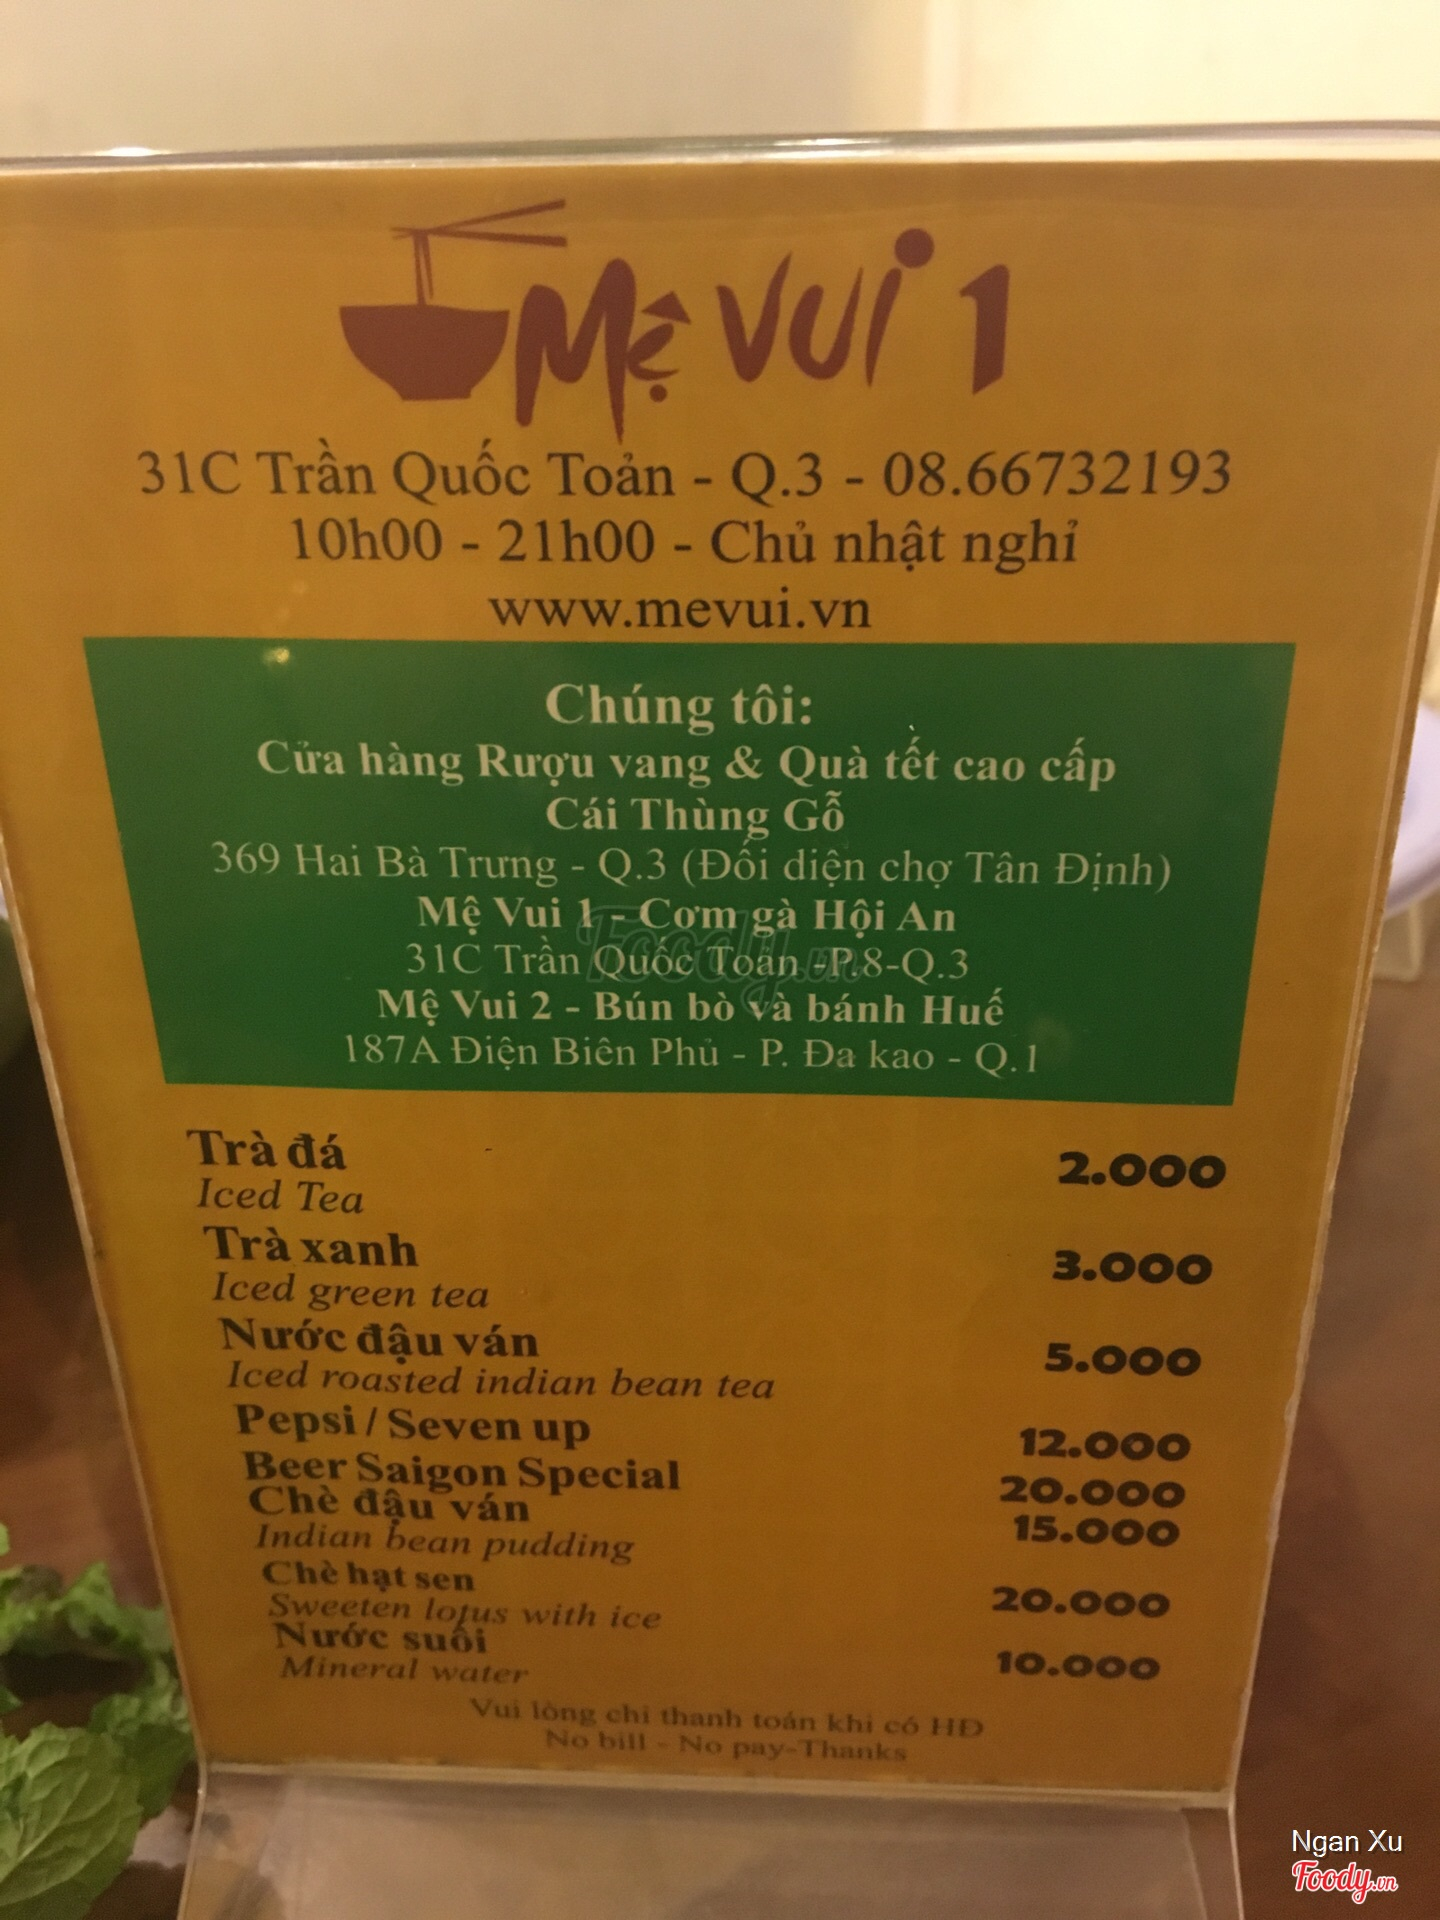 Mệ Vui 1
31C Trần Quốc Toản - Q.3 - 08.66732193
10h00 - 21h00 - Chủ nhật nghỉ
www.mevui.vn
Chúng tôi:
Cửa hàng Rượu vang & Quà tết cao cấp
Cái Thùng Gỗ
369 Hai Bà Trưng - Q.3 (Đối diện chợ Tân Định)
Mệ Vui 1 - Cơm gà Hội An
31C Trần Quốc Toản -P.8-Q.3
Mệ Vui 2 - Bún bò và bánh Huế
187A Điện Biên Phủ - P. Đa kao - Q.1
Foody.vn
Trà đá 2.000
Iced Tea
Trà xanh 3.000
Iced green tea
Nước đậu ván 5.000
Iced roasted indian bean tea
Pepsi / Seven up 12.000
Beer Saigon Special 20.000
Chè đậu ván 15.000
Indian bean pudding
Chè hạt sen 20.000
Sweeten lotus with ice
Nước suối 10.000
Mineral water
Vui lòng chỉ thanh toán khi có HĐ
No bill - No pay-Thanks
Ngan Xu
Foody.vn